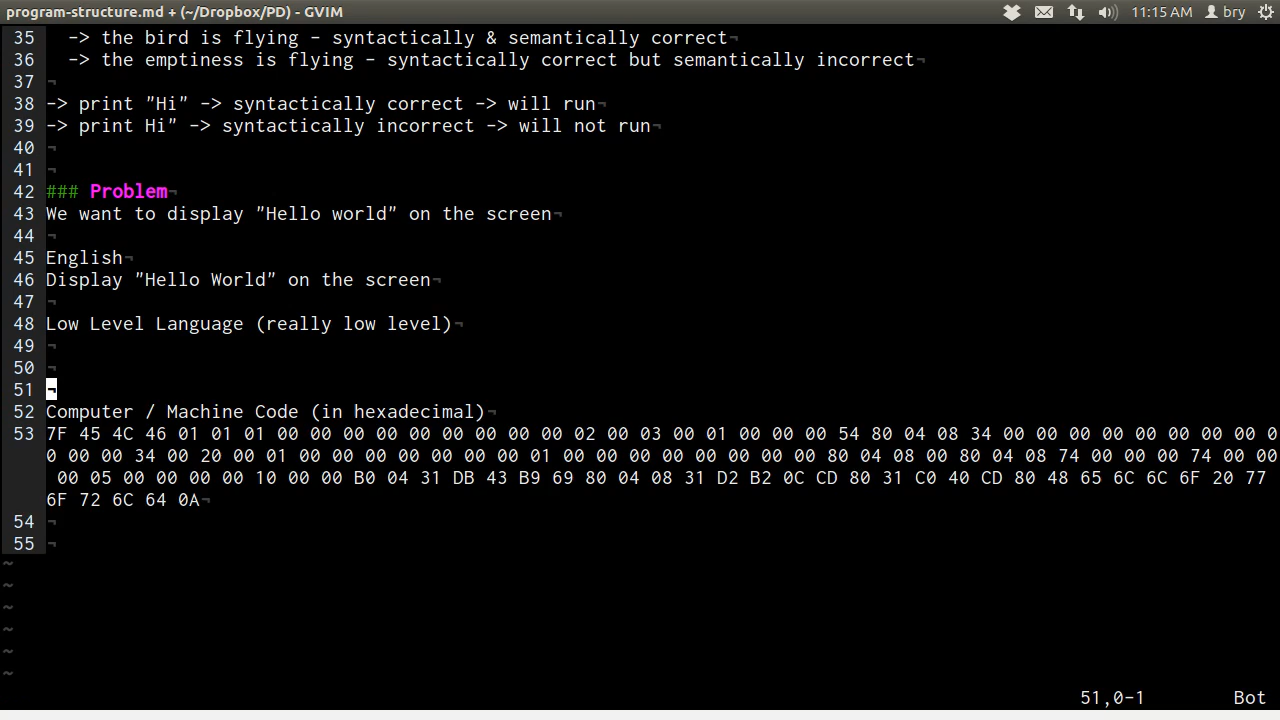 program-structure.md + (~/Dropbox/PD) - GVIM 11:15 AM bry
35 -> the bird is flying - syntactically & semantically correct¬
36 -> the emptiness is flying - syntactically correct but semantically incorrect¬
37 ¬
38 -> print "Hi" -> syntactically correct -> will run¬
39 -> print Hi" -> syntactically incorrect -> will not run¬
40 ¬
41 ¬
42 ### Problem¬
43 We want to display "Hello world" on the screen¬
44 ¬
45 English¬
46 Display "Hello World" on the screen¬
47 ¬
48 Low Level Language (really low level)¬
49 ¬
50 ¬
51 ¬
52 Computer / Machine Code (in hexadecimal)¬
53 7F 45 4C 46 01 01 01 00 00 00 00 00 00 00 00 00 02 00 03 00 01 00 00 00 54 80 04 08 34 00 00 00 00 00 00 00 0
0 00 00 34 00 20 00 01 00 00 00 00 00 00 00 01 00 00 00 00 00 00 00 80 04 08 00 80 04 08 74 00 00 00 74 00 00
00 05 00 00 00 00 10 00 00 B0 04 31 DB 43 B9 69 80 04 08 31 D2 B2 0C CD 80 31 C0 40 CD 80 48 65 6C 6C 6F 20 77
6F 72 6C 64 0A¬
54 ¬
55 ¬
~
~
~
~
~
~
51,0-1 Bot